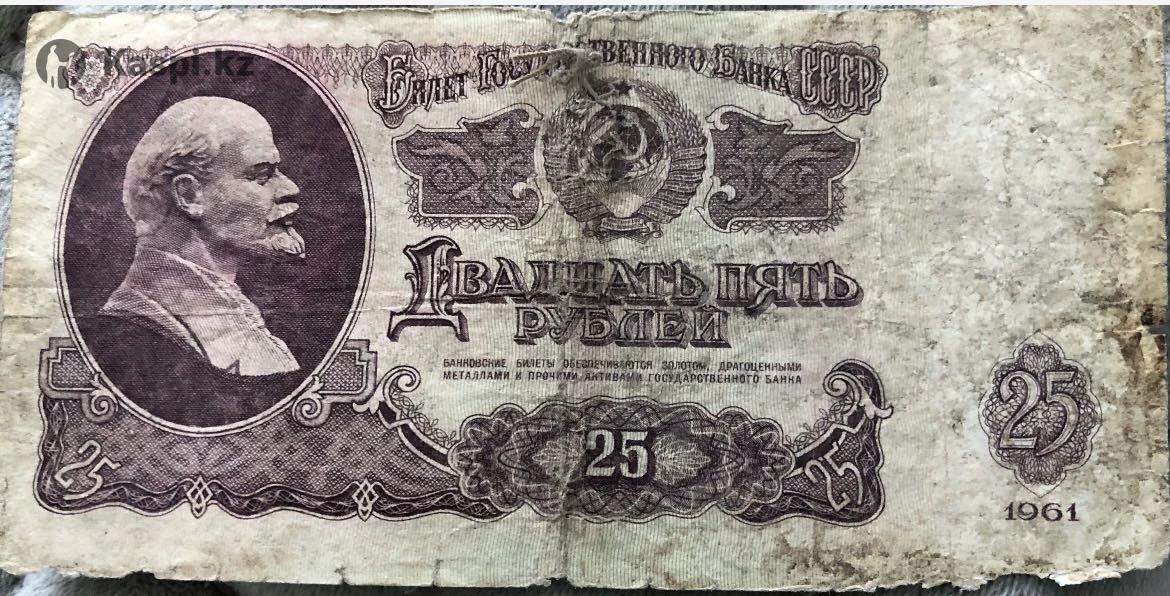 Kaspi.kz
Билет Государственного Банка СССР
Двадцать пять
рублей
БАНКОВСКИЕ БИЛЕТЫ ОБЕСПЕЧИВАЮТСЯ ЗОЛОТОМ, ДРАГОЦЕННЫМИ
МЕТАЛЛАМИ И ПРОЧИМИ АКТИВАМИ ГОСУДАРСТВЕННОГО БАНКА
25
25
25
25
1961